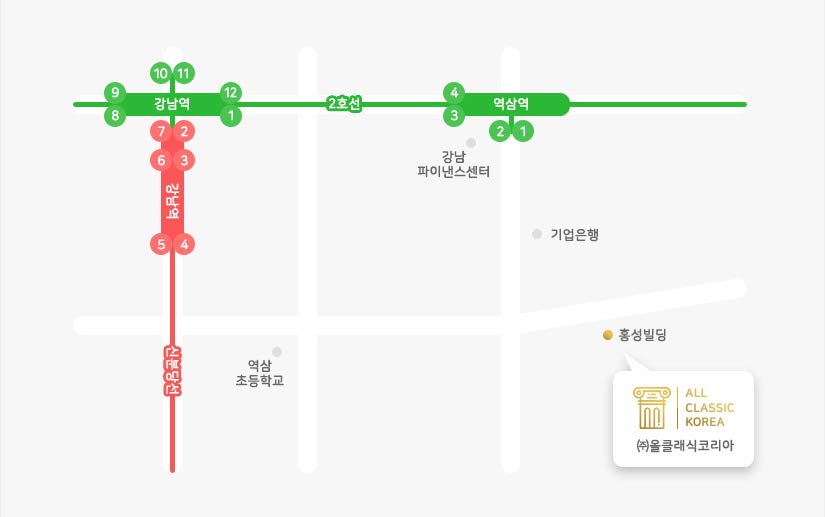 10 11
9 강남역 12
8 1
2호선
4 역삼역
3
2 1
7 2
6 3
강남역
5 4
강남
파이낸스센터
기업은행
홍성빌딩
신분당선
역삼
초등학교
ALL
CLASSIC
KOREA
㈜올클래식코리아